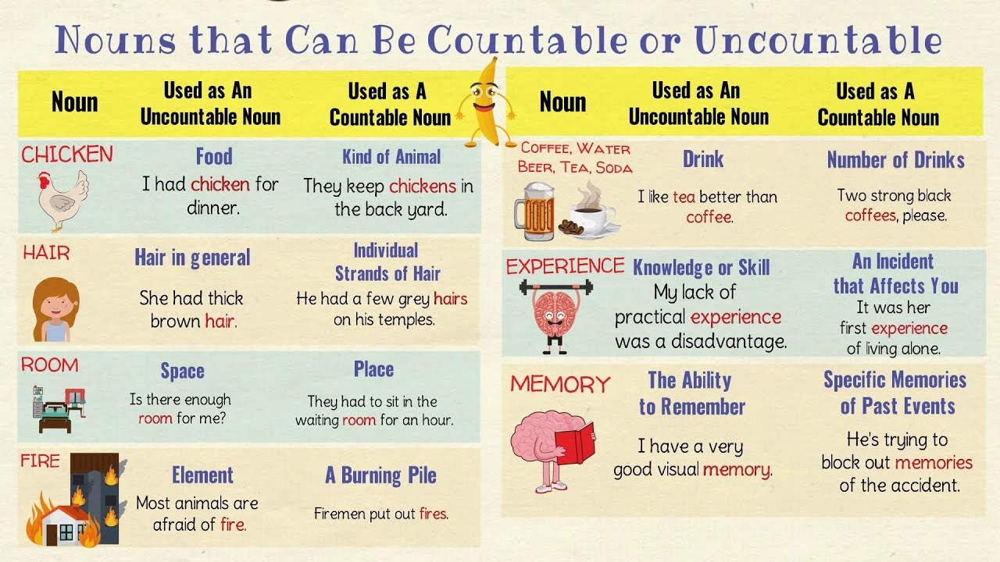 Nouns that Can Be Countable or Uncountable
Noun
Used as An
Uncountable Noun
Used as A
Countable Noun
CHICKEN
Food
I had chicken for
dinner.
Kind of Animal
They keep chickens in
the back yard.
HAIR
Hair in general
She had thick
brown hair.
Individual
Strands of Hair
He had a few grey hairs
on his temples.
ROOM
Space
Is there enough
room for me?
Place
They had to sit in the
waiting room for an hour.
FIRE
Element
Most animals are
afraid of fire.
A Burning Pile
Firemen put out fires.
Noun
Used as An
Uncountable Noun
Used as A
Countable Noun
COFFEE, WATER
BEER, TEA, SODA
Drink
I like tea better than
coffee.
Number of Drinks
Two strong black
coffees, please.
EXPERIENCE
Knowledge or Skill
My lack of
practical experience
was a disadvantage.
An Incident
that Affects You
It was her
first experience
of living alone.
MEMORY
The Ability
to Remember
I have a very
good visual memory.
Specific Memories
of Past Events
He's trying to
block out memories
of the accident.